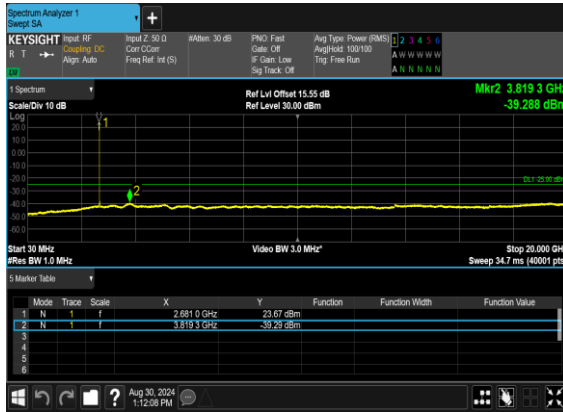 Spectrum Analyzer 1
Swept SA
+
KEYSIGHT Input: RF Input Z: 50 Ω #Atten: 30 dB PNO: Fast Avg Type: Power (RMS) 1 2 3 4 5 6
R T Coupling: DC Corr CCorr Gate: Off Avg|Hold: 100/100 A W W W W W
Align: Auto Freq Ref: Int (S) IF Gain: Low Trig: Free Run
LXI Sig Track: Off A N N N N N
1 Spectrum Ref Lvl Offset 15.55 dB Mkr2 3.819 3 GHz
Scale/Div 10 dB Ref Level 30.00 dBm -39.288 dBm
Log
1
20.0
10.0
0.00
-10.0
-20.0 DL1 -25.00 dBm
-30.0 2
-40.0
-50.0
-60.0
Start 30 MHz Video BW 3.0 MHz* Stop 20.000 GH
#Res BW 1.0 MHz Sweep 34.7 ms (40001 pts
5 Marker Table
Mode Trace Scale X Y Function Function Width Function Value
1 N 1 f 2.681 0 GHz 23.67 dBm
2 N 1 f 3.819 3 GHz -39.29 dBm
3
4
5
6
? Aug 30, 2024
1:12:08 PM